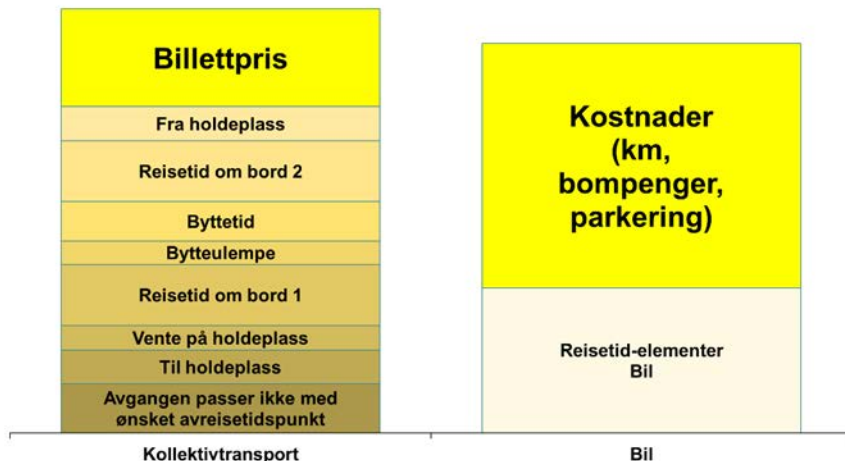 Billettpris
Fra holdeplass
Reisetid om bord 2
Byttetid
Bytteulempe
Reisetid om bord 1
Vente på holdeplass
Til holdeplass
Avgangen passer ikke med
ønsket avreisetidspunkt
Kollektivtransport
Kostnader
(km,
bompenger,
parkering)
Reisetid-elementer
Bil
Bil